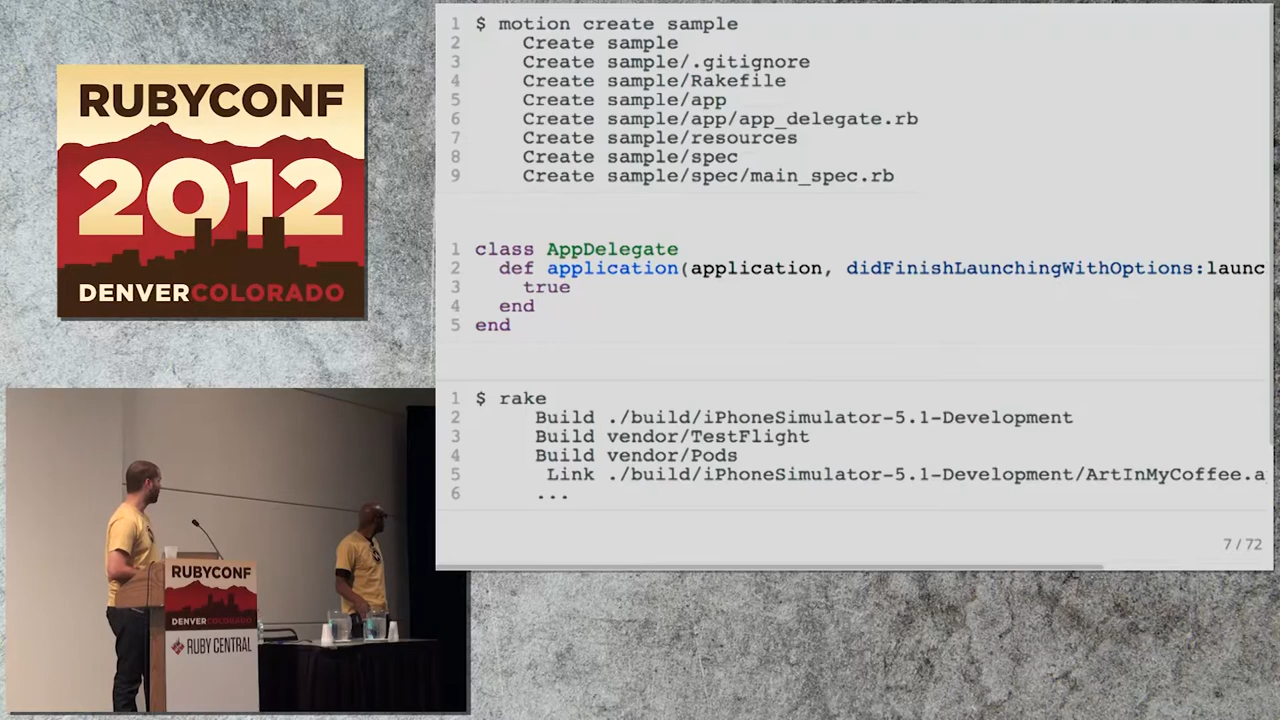 RUBYCONF
2012
DENVERCOLORADO
1 $ motion create sample
2 Create sample
3 Create sample/.gitignore
4 Create sample/Rakefile
5 Create sample/app
6 Create sample/app/app_delegate.rb
7 Create sample/resources
8 Create sample/spec
9 Create sample/spec/main_spec.rb
1 class AppDelegate
2 def application(application, didFinishLaunchingWithOptions:launc
3 true
4 end
5 end
1 $ rake
2 Build ./build/iPhoneSimulator-5.1-Development
3 Build vendor/TestFlight
4 Build vendor/Pods
5 Link ./build/iPhoneSimulator-5.1-Development/ArtInMyCoffee.a
6 ...
7 / 72
RUBYCONF
DENVERCOLORADO
RUBY CENTRAL